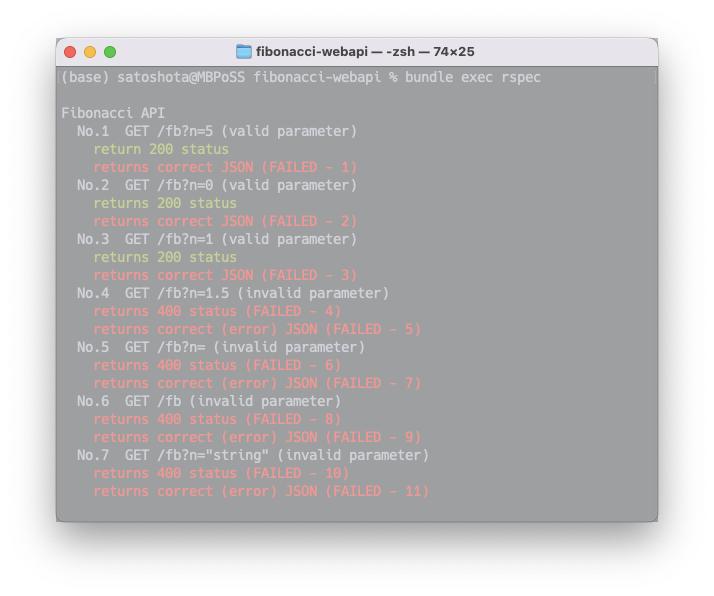 fibonacci-webapi — -zsh — 74×25
(base) satoshota@MBPoSS fibonacci-webapi % bundle exec rspec
Fibonacci API
No.1  GET /fb?n=5 (valid parameter)
return 200 status
returns correct JSON (FAILED - 1)
No.2  GET /fb?n=0 (valid parameter)
returns 200 status
returns correct JSON (FAILED - 2)
No.3  GET /fb?n=1 (valid parameter)
returns 200 status
returns correct JSON (FAILED - 3)
No.4  GET /fb?n=1.5 (invalid parameter)
returns 400 status (FAILED - 4)
returns correct (error) JSON (FAILED - 5)
No.5  GET /fb?n= (invalid parameter)
returns 400 status (FAILED - 6)
returns correct (error) JSON (FAILED - 7)
No.6  GET /fb (invalid parameter)
returns 400 status (FAILED - 8)
returns correct (error) JSON (FAILED - 9)
No.7  GET /fb?n="string" (invalid parameter)
returns 400 status (FAILED - 10)
returns correct (error) JSON (FAILED - 11)